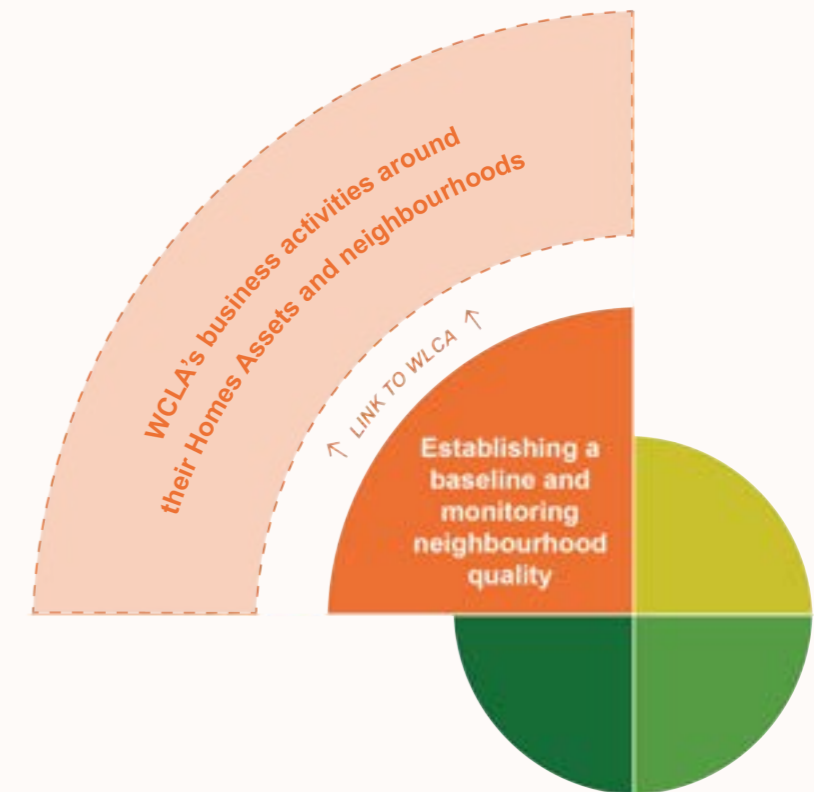 WCLA's business activities around
their Homes Assets and neighbourhoods
↑ LINK TO WLCA ↑
Establishing a
baseline and
monitoring
neighbourhood
quality